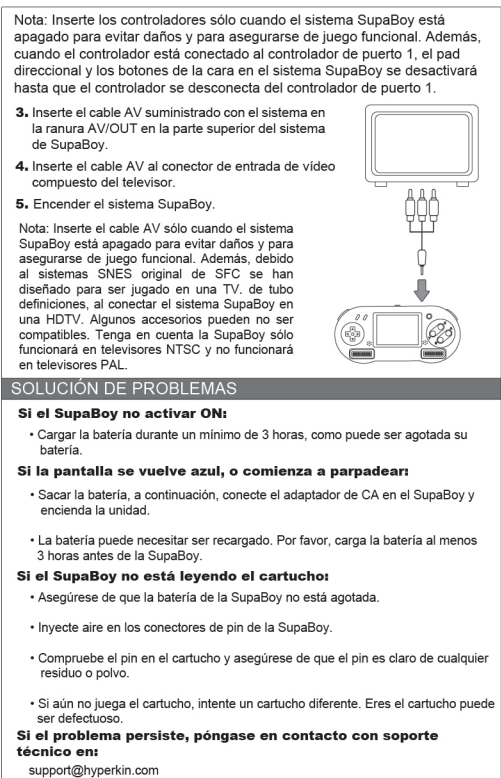 Nota: Inserte los controladores sólo cuando el sistema SupaBoy está
apagado para evitar daños y para asegurarse de juego funcional. Además,
cuando el controlador está conectado al controlador de puerto 1, el pad
direccional y los botones de la cara en el sistema SupaBoy se desactivará
hasta que el controlador se desconecta del controlador de puerto 1.
3. Inserte el cable AV suministrado con el sistema en
la ranura AV/OUT en la parte superior del sistema
de SupaBoy.
4. Inserte el cable AV al conector de entrada de vídeo
compuesto del televisor.
5. Encender el sistema SupaBoy.
Nota: Inserte el cable AV sólo cuando el sistema
SupaBoy está apagado para evitar daños y para
asegurarse de juego funcional. Además, debido
al sistemas SNES original de SFC se han
diseñado para ser jugado en una TV. de tubo
definiciones, al conectar el sistema SupaBoy en
una HDTV. Algunos accesorios pueden no ser
compatibles. Tenga en cuenta la SupaBoy sólo
funcionará en televisores NTSC y no funcionará
en televisores PAL.
SOLUCIÓN DE PROBLEMAS
Si el SupaBoy no activar ON:
• Cargar la batería durante un mínimo de 3 horas, como puede ser agotada su
batería.
Si la pantalla se vuelve azul, o comienza a parpadear:
• Sacar la batería, a continuación, conecte el adaptador de CA en el SupaBoy y
encienda la unidad.
• La batería puede necesitar ser recargado. Por favor, carga la batería al menos
3 horas antes de la SupaBoy.
Si el SupaBoy no está leyendo el cartucho:
• Asegúrese de que la batería de la SupaBoy no está agotada.
• Inyecte aire en los conectores de pin de la SupaBoy.
• Compruebe el pin en el cartucho y asegúrese de que el pin es claro de cualquier
residuo o polvo.
• Si aún no juega el cartucho, intente un cartucho diferente. Eres el cartucho puede
ser defectuoso.
Si el problema persiste, póngase en contacto con soporte
técnico en:
support@hyperkin.com